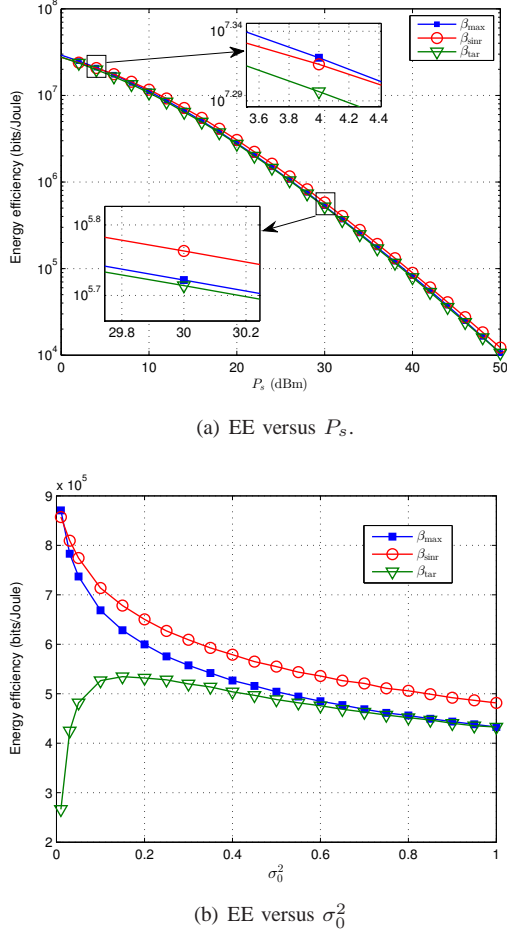 10^8
10^7
10^6
10^5
10^4
Energy efficiency (bits/Joule)
10^7.34
10^7.29
3.6 3.8 4 4.2 4.4
β_max
β_sinr
β_tar
10^5.8
10^5.7
29.8 30 30.2
0 10 20 30 40 50
P_s (dBm)
(a) EE versus P_s.
x 10^5
9
8
7
6
5
4
3
2
Energy efficiency (bits/Joule)
β_max
β_sinr
β_tar
0 0.2 0.4 0.6 0.8 1
σ_0^2
(b) EE versus σ_0^2